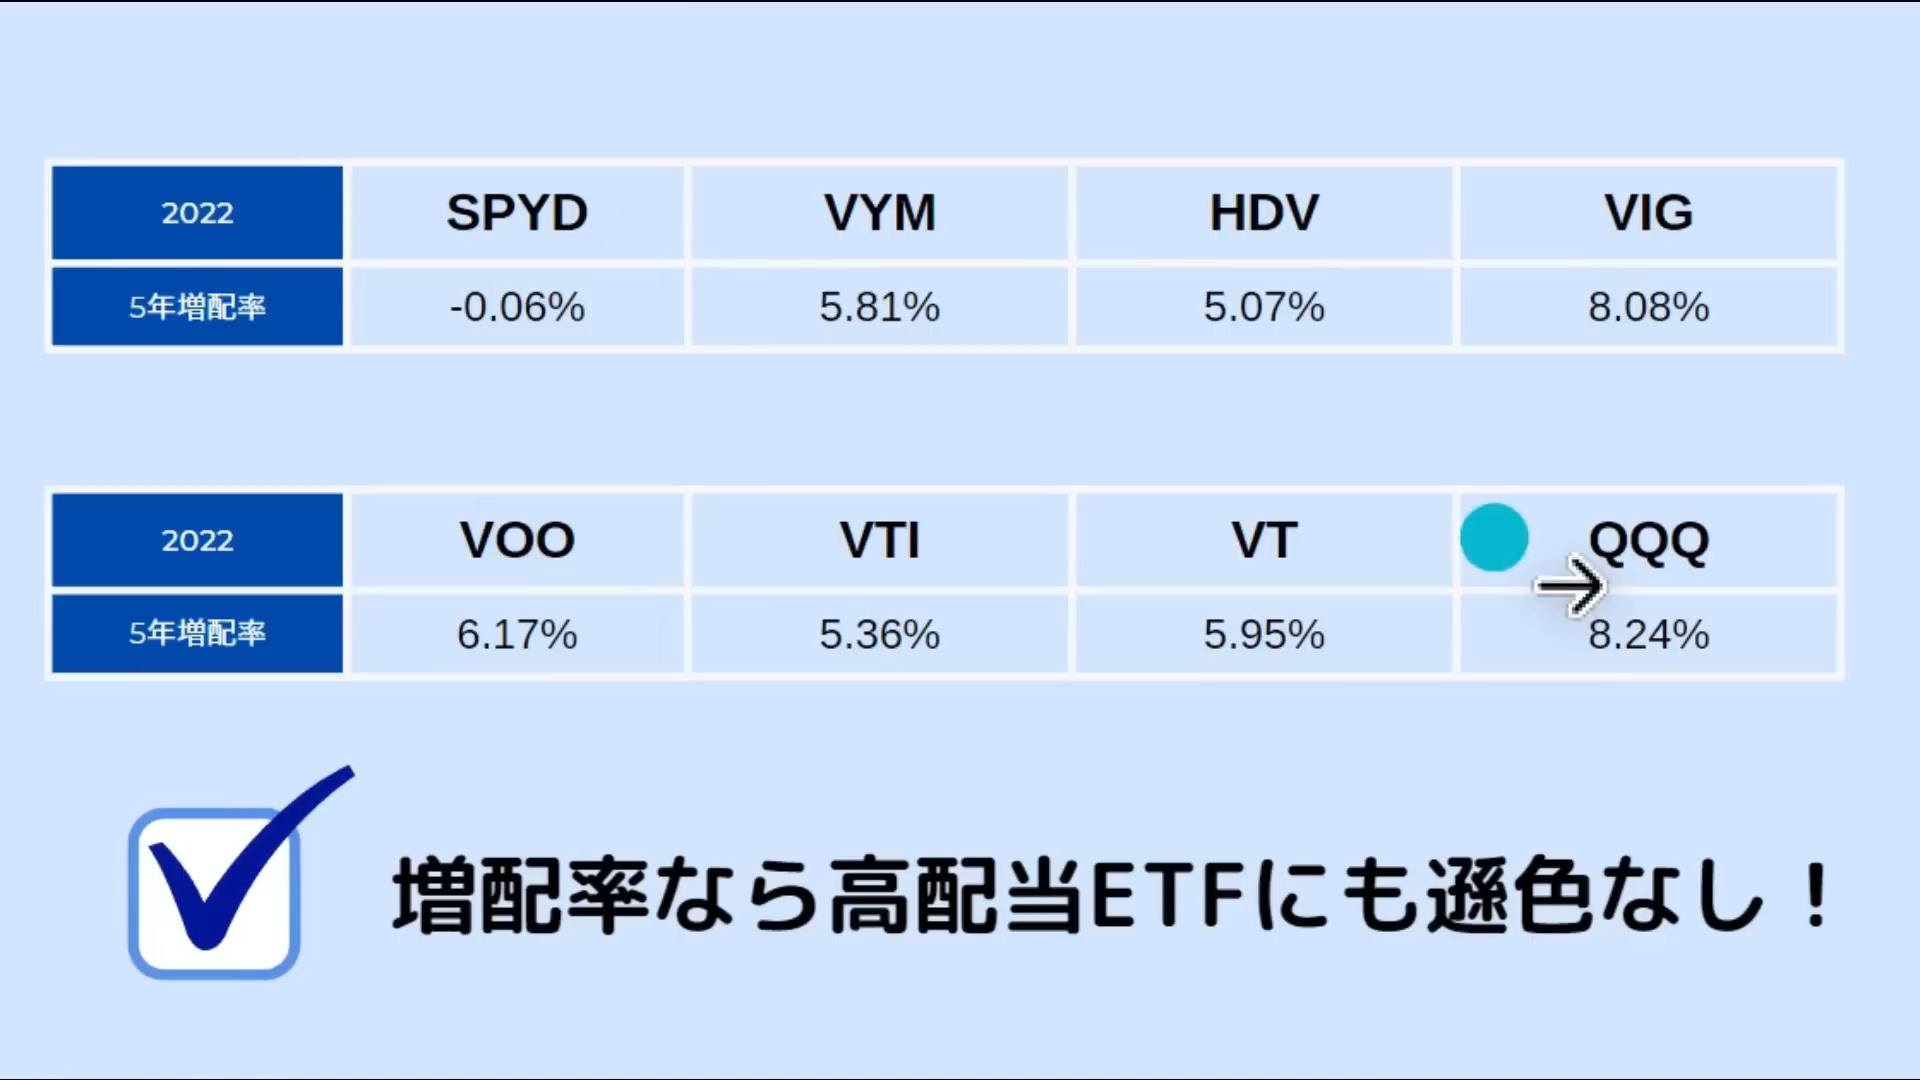 2022 SPYD VYM HDV VIG
5年増配率 -0.06% 5.81% 5.07% 8.08%
2022 VOO VTI VT QQQ
5年増配率 6.17% 5.36% 5.95% 8.24%
増配率なら高配当ETFにも遜色なし！